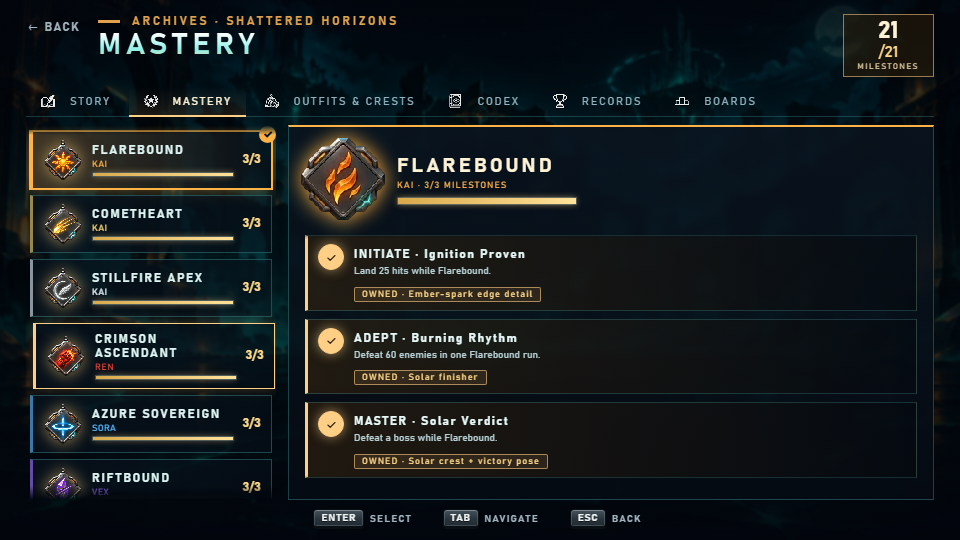 ← BACK
ARCHIVES · SHATTERED HORIZONS
MASTERY
21
/21
MILESTONES
STORY
MASTERY
OUTFITS & CRESTS
CODEX
RECORDS
BOARDS
FLAREBOUND
KAI
3/3
COMETHEART
KAI
3/3
STILLFIRE APEX
KAI
3/3
CRIMSON
ASCENDANT
REN
3/3
AZURE SOVEREIGN
SORA
3/3
RIFTBOUND
VEX
3/3
FLAREBOUND
KAI · 3/3 MILESTONES
INITIATE · Ignition Proven
Land 25 hits while Flarebound.
OWNED · Ember-spark edge detail
ADEPT · Burning Rhythm
Defeat 60 enemies in one Flarebound run.
OWNED · Solar finisher
MASTER · Solar Verdict
Defeat a boss while Flarebound.
OWNED · Solar crest + victory pose
ENTER SELECT
TAB NAVIGATE
ESC BACK